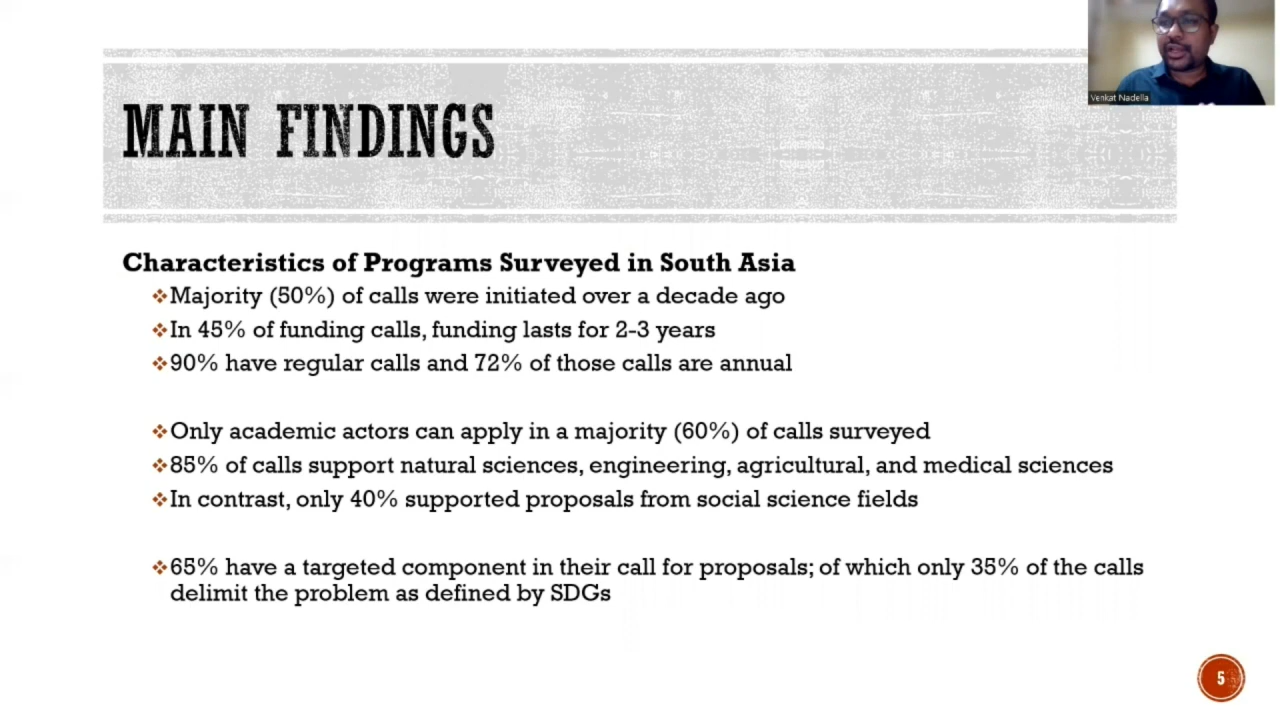 Venkat Nadella
MAIN FINDINGS
Characteristics of Programs Surveyed in South Asia
❖Majority (50%) of calls were initiated over a decade ago
❖In 45% of funding calls, funding lasts for 2-3 years
❖90% have regular calls and 72% of those calls are annual
❖Only academic actors can apply in a majority (60%) of calls surveyed
❖85% of calls support natural sciences, engineering, agricultural, and medical sciences
❖In contrast, only 40% supported proposals from social science fields
❖65% have a targeted component in their call for proposals; of which only 35% of the calls
delimit the problem as defined by SDGs
5